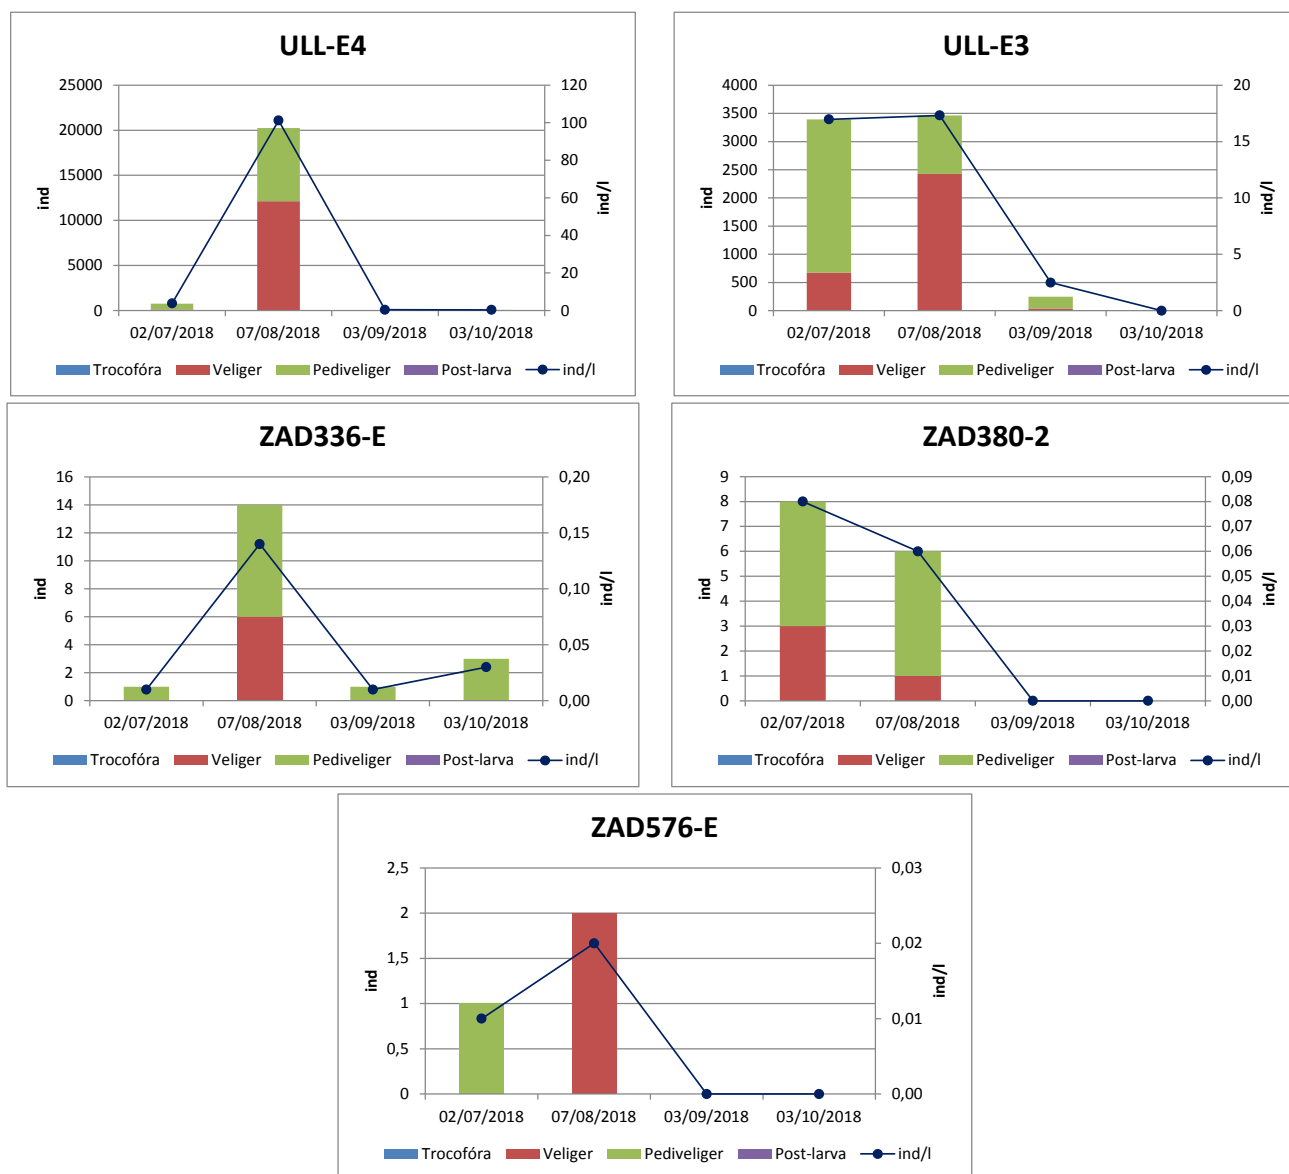 ULL-E4
25000
20000
15000
10000
5000
0
ind
120
100
80
60
40
20
0
ind/l
02/07/2018 07/08/2018 03/09/2018 03/10/2018
Trocofóra Veliger Pediveliger Post-larva ind/l
ULL-E3
4000
3500
3000
2500
2000
1500
1000
500
0
ind
20
15
10
5
0
ind/l
02/07/2018 07/08/2018 03/09/2018 03/10/2018
Trocofóra Veliger Pediveliger Post-larva ind/l
ZAD336-E
16
14
12
10
8
6
4
2
0
ind
0,20
0,15
0,10
0,05
0,00
ind/l
02/07/2018 07/08/2018 03/09/2018 03/10/2018
Trocofóra Veliger Pediveliger Post-larva ind/l
ZAD380-2
9
8
7
6
5
4
3
2
1
0
ind
0,09
0,08
0,07
0,06
0,05
0,04
0,03
0,02
0,01
0,00
ind/l
02/07/2018 07/08/2018 03/09/2018 03/10/2018
Trocofóra Veliger Pediveliger Post-larva ind/l
ZAD576-E
2,5
2
1,5
1
0,5
0
ind
0,03
0,02
0,01
0,00
ind/l
02/07/2018 07/08/2018 03/09/2018 03/10/2018
Trocofóra Veliger Pediveliger Post-larva ind/l